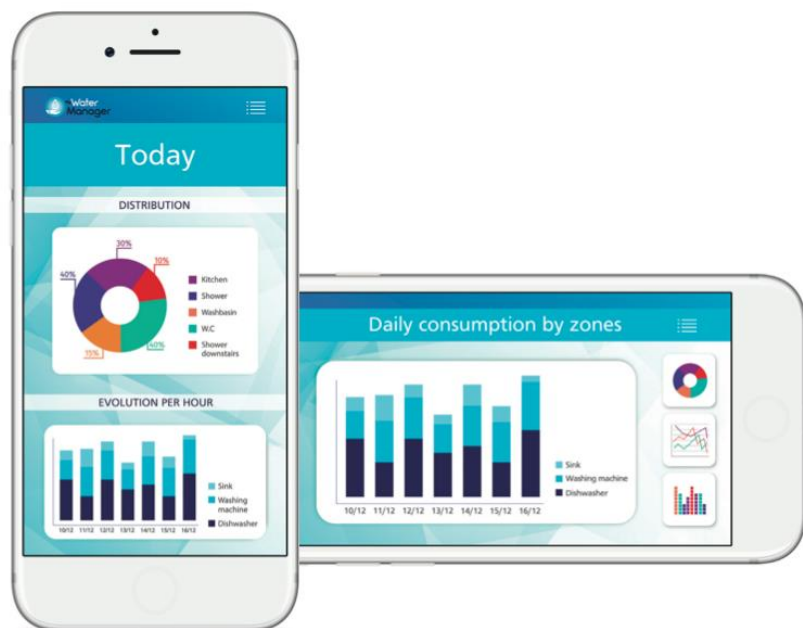 my Water
Manager
Today
DISTRIBUTION
30%
10%
40%
15%
40%
Kitchen
Shower
Washbasin
W.C
Shower
downstairs
EVOLUTION PER HOUR
Sink
Washing
machine
Dishwasher
10/12 11/12 12/12 13/12 14/12 15/12 16/12
Daily consumption by zones
Sink
Washing machine
Dishwasher
10/12 11/12 12/12 13/12 14/12 15/12 16/12